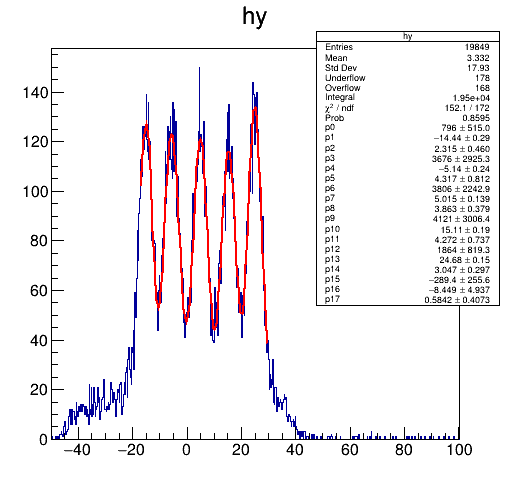 hy
hy
Entries 19849
Mean 3.332
Std Dev 17.93
Underflow 178
Overflow 168
Integral 1.95e+04
χ² / ndf 152.1 / 172
Prob 0.8595
p0 796 ± 515.0
p1 −14.44 ± 0.29
p2 2.315 ± 0.460
p3 3676 ± 2925.3
p4 −5.14 ± 0.24
p5 4.317 ± 0.812
p6 3806 ± 2242.9
p7 5.015 ± 0.139
p8 3.863 ± 0.379
p9 4121 ± 3006.4
p10 15.11 ± 0.19
p11 4.272 ± 0.737
p12 1864 ± 819.3
p13 24.68 ± 0.15
p14 3.047 ± 0.297
p15 −289.4 ± 255.6
p16 −8.449 ± 4.937
p17 0.5842 ± 0.4073
140
120
100
80
60
40
20
0
−40 −20 0 20 40 60 80 100